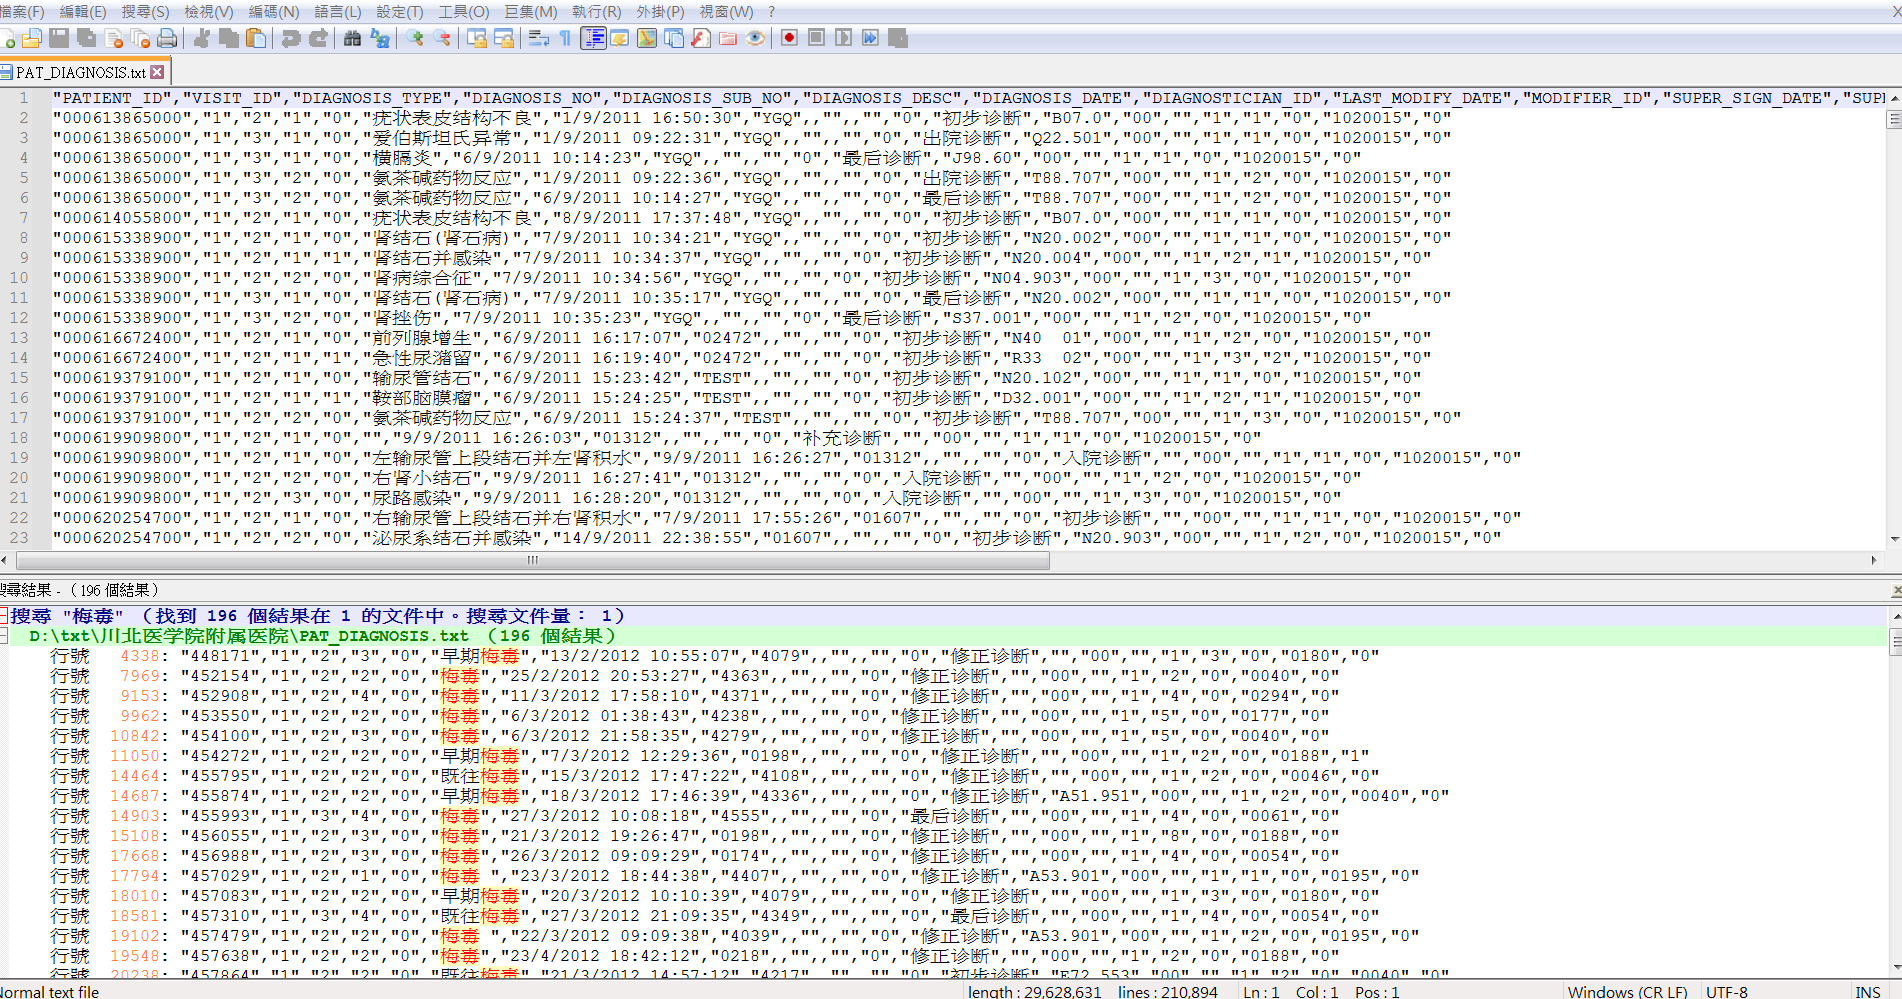 檔案(F) 編輯(E) 搜尋(S) 檢視(V) 編碼(N) 語言(L) 設定(T) 工具(O) 巨集(M) 執行(R) 外掛(P) 視窗(W) ? X
PAT_DIAGNOSIS.txt
1 "PATIENT_ID","VISIT_ID","DIAGNOSIS_TYPE","DIAGNOSIS_NO","DIAGNOSIS_SUB_NO","DIAGNOSIS_DESC","DIAGNOSIS_DATE","DIAGNOSTICIAN_ID","LAST_MODIFY_DATE","MODIFIER_ID","SUPER_SIGN_DATE","SUPE
2 "000613865000","1","2","1","0","疣状表皮结构不良","1/9/2011 16:50:30","YGQ",,"",,"","0","初步诊断","B07.0","00","","1","1","0","1020015","0"
3 "000613865000","1","3","1","0","爱伯斯坦氏异常","1/9/2011 09:22:31","YGQ",,"",,"","0","出院诊断","Q22.501","00","","1","1","0","1020015","0"
4 "000613865000","1","3","1","0","横膈炎","6/9/2011 10:14:23","YGQ",,"",,"","0","最后诊断","J98.60","00","","1","1","0","1020015","0"
5 "000613865000","1","3","2","0","氨茶碱药物反应","1/9/2011 09:22:36","YGQ",,"",,"","0","出院诊断","T88.707","00","","1","2","0","1020015","0"
6 "000613865000","1","3","2","0","氨茶碱药物反应","6/9/2011 10:14:27","YGQ",,"",,"","0","最后诊断","T88.707","00","","1","2","0","1020015","0"
7 "000614055800","1","2","1","0","疣状表皮结构不良","8/9/2011 17:37:48","YGQ",,"",,"","0","初步诊断","B07.0","00","","1","1","0","1020015","0"
8 "000615338900","1","2","1","0","肾结石(肾石病)","7/9/2011 10:34:21","YGQ",,"",,"","0","初步诊断","N20.002","00","","1","1","0","1020015","0"
9 "000615338900","1","2","1","1","肾结石并感染","7/9/2011 10:34:37","YGQ",,"",,"","0","初步诊断","N20.004","00","","1","2","1","1020015","0"
10 "000615338900","1","2","2","0","肾病综合征","7/9/2011 10:34:56","YGQ",,"",,"","0","初步诊断","N04.903","00","","1","3","0","1020015","0"
11 "000615338900","1","3","1","0","肾结石(肾石病)","7/9/2011 10:35:17","YGQ",,"",,"","0","最后诊断","N20.002","00","","1","1","0","1020015","0"
12 "000615338900","1","3","2","0","肾挫伤","7/9/2011 10:35:23","YGQ",,"",,"","0","最后诊断","S37.001","00","","1","2","0","1020015","0"
13 "000616672400","1","2","1","0","前列腺增生","6/9/2011 16:17:07","02472",,"",,"","0","初步诊断","N40  01","00","","1","2","0","1020015","0"
14 "000616672400","1","2","1","1","急性尿潴留","6/9/2011 16:19:40","02472",,"",,"","0","初步诊断","R33  02","00","","1","3","2","1020015","0"
15 "000619379100","1","2","1","0","输尿管结石","6/9/2011 15:23:42","TEST",,"",,"","0","初步诊断","N20.102","00","","1","1","0","1020015","0"
16 "000619379100","1","2","1","1","鞍部脑膜瘤","6/9/2011 15:24:25","TEST",,"",,"","0","初步诊断","D32.001","00","","1","2","1","1020015","0"
17 "000619379100","1","2","2","0","氨茶碱药物反应","6/9/2011 15:24:37","TEST",,"",,"","0","初步诊断","T88.707","00","","1","3","0","1020015","0"
18 "000619909800","1","2","1","0","","9/9/2011 16:26:03","01312",,"",,"","0","补充诊断","","00","","1","1","0","1020015","0"
19 "000619909800","1","2","1","0","左输尿管上段结石并左肾积水","9/9/2011 16:26:27","01312",,"",,"","0","入院诊断","","00","","1","1","0","1020015","0"
20 "000619909800","1","2","2","0","右肾小结石","9/9/2011 16:27:41","01312",,"",,"","0","入院诊断","","00","","1","2","0","1020015","0"
21 "000619909800","1","2","3","0","尿路感染","9/9/2011 16:28:20","01312",,"",,"","0","入院诊断","","00","","1","3","0","1020015","0"
22 "000620254700","1","2","1","0","右输尿管上段结石并右肾积水","7/9/2011 17:55:26","01607",,"",,"","0","初步诊断","","00","","1","1","0","1020015","0"
23 "000620254700","1","2","2","0","泌尿系结石并感染","14/9/2011 22:38:55","01607",,"",,"","0","初步诊断","N20.903","00","","1","2","0","1020015","0"
搜尋結果 - （196 個結果）
搜尋 "梅毒" （找到 196 個結果在 1 的文件中。搜尋文件量： 1）
D:\txt\川北医学院附属医院\PAT_DIAGNOSIS.txt （196 個結果）
行號 4338: "448171","1","2","3","0","早期梅毒","13/2/2012 10:55:07","4079",,"",,"","0","修正诊断","","00","","1","3","0","0180","0"
行號 7969: "452154","1","2","2","0","梅毒","25/2/2012 20:53:27","4363",,"",,"","0","修正诊断","","00","","1","2","0","0040","0"
行號 9153: "452908","1","2","4","0","梅毒","11/3/2012 17:58:10","4371",,"",,"","0","修正诊断","","00","","1","4","0","0294","0"
行號 9962: "453550","1","2","2","0","梅毒","6/3/2012 01:38:43","4238",,"",,"","0","修正诊断","","00","","1","5","0","0177","0"
行號 10842: "454100","1","2","3","0","梅毒","6/3/2012 21:58:35","4279",,"",,"","0","修正诊断","","00","","1","5","0","0040","0"
行號 11050: "454272","1","2","2","0","早期梅毒","7/3/2012 12:29:36","0198",,"",,"","0","修正诊断","","00","","1","2","0","0188","1"
行號 14464: "455795","1","2","2","0","既往梅毒","15/3/2012 17:47:22","4108",,"",,"","0","修正诊断","","00","","1","2","0","0046","0"
行號 14687: "455874","1","2","2","0","早期梅毒","18/3/2012 17:46:39","4336",,"",,"","0","修正诊断","A51.951","00","","1","2","0","0040","0"
行號 14903: "455993","1","3","4","0","梅毒","27/3/2012 10:08:18","4555",,"",,"","0","最后诊断","","00","","1","4","0","0061","0"
行號 15108: "456055","1","2","3","0","梅毒","21/3/2012 19:26:47","0198",,"",,"","0","修正诊断","","00","","1","8","0","0188","0"
行號 17668: "456988","1","2","3","0","梅毒","26/3/2012 09:09:29","0174",,"",,"","0","修正诊断","","00","","1","4","0","0054","0"
行號 17794: "457029","1","2","1","0","梅毒 ","23/3/2012 18:44:38","4407",,"",,"","0","修正诊断","A53.901","00","","1","1","0","0195","0"
行號 18010: "457083","1","2","2","0","早期梅毒","20/3/2012 10:10:39","4079",,"",,"","0","修正诊断","","00","","1","3","0","0180","0"
行號 18581: "457310","1","3","4","0","既往梅毒","27/3/2012 21:09:35","4349",,"",,"","0","最后诊断","","00","","1","4","0","0054","0"
行號 19102: "457479","1","2","2","0","梅毒 ","22/3/2012 09:09:38","4039",,"",,"","0","修正诊断","A53.901","00","","1","2","0","0195","0"
行號 19548: "457638","1","2","2","0","梅毒","23/4/2012 18:42:12","0218",,"",,"","0","修正诊断","","00","","1","2","0","0188","0"
行號 20238: "457864","1","2","2","0","既往梅毒","21/3/2012 14:57:12","4217",,"",,"","0","初步诊断","E72.553","00","","1","2","0","0040","0"
Normal text file length : 29,628,631 lines : 210,894 Ln : 1 Col : 1 Pos : 1 Windows (CR LF) UTF-8 INS